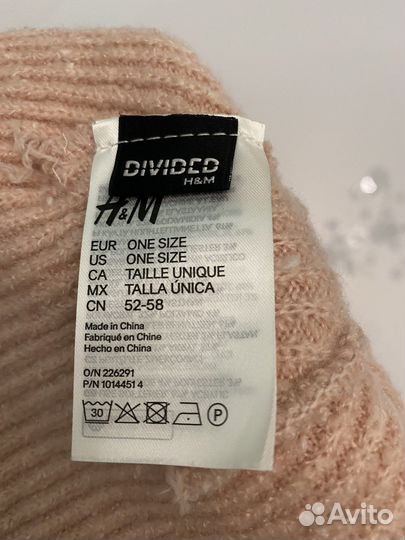 DIVIDED
H&M
H&M
EUR ONE SIZE
US ONE SIZE
CA TAILLE UNIQUE
MX TALLA ÚNICA
CN 52-58
Made in China
Fabriqué en Chine
Hecho en China
O/N 226291
P/N 1014451 4
30
P
Avito